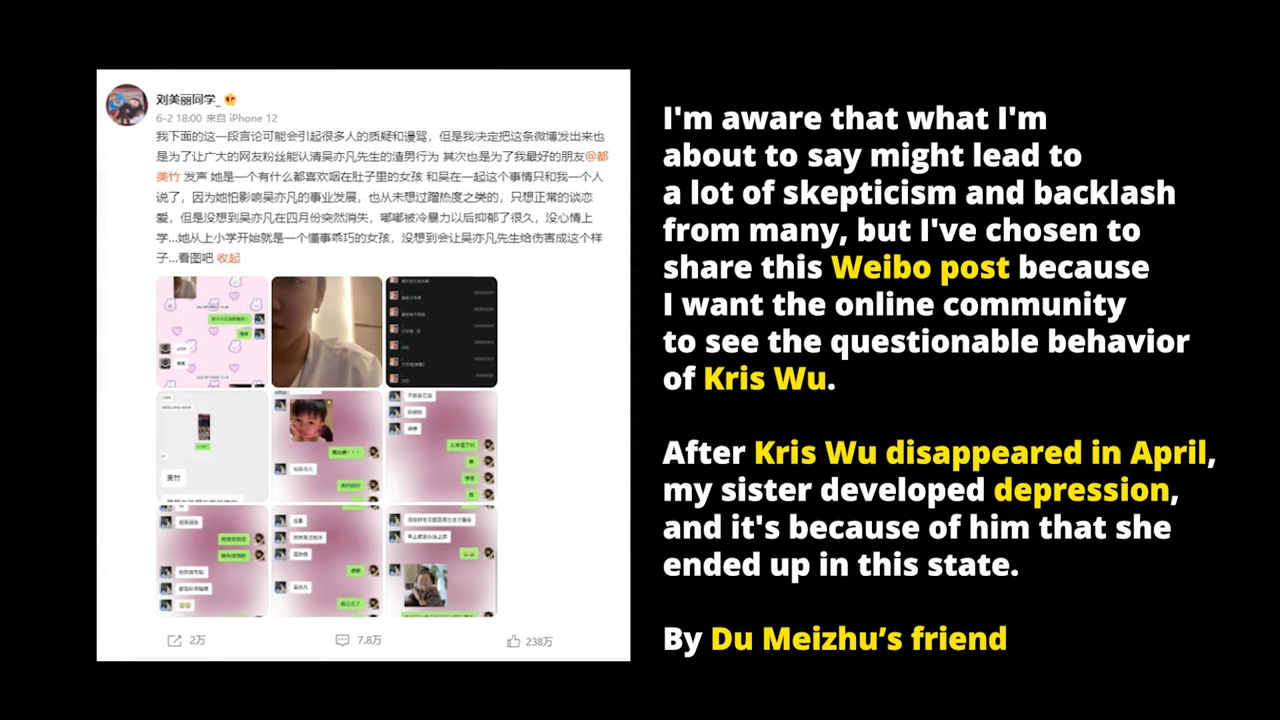 刘美丽同学_
6-2 18:00 来自 iPhone 12
我下面的这一段言论可能会引起很多人的质疑和谩骂，但是我决定把这条微博发出来也
是为了让广大的网友粉丝能认清吴亦凡先生的渣男行为 其次也是为了我最好的朋友@都
美竹 发声 她是一个有什么都喜欢咽在肚子里的女孩 和吴在一起这个事情只和我一个人
说了，因为她怕影响吴亦凡的事业发展，也从未想过蹭热度之类的，只想正常的谈恋
爱，但是没想到吴亦凡在四月份突然消失，嘟嘟被冷暴力以后抑郁了很久，没心情上
学...她从上小学开始就是一个懂事乖巧的女孩，没想到会让吴亦凡先生给伤害成这个样
子...看图吧 收起
美竹
2万
7.8万
238万
I'm aware that what I'm
about to say might lead to
a lot of skepticism and backlash
from many, but I've chosen to
share this Weibo post because
I want the online community
to see the questionable behavior
of Kris Wu.
After Kris Wu disappeared in April,
my sister developed depression,
and it's because of him that she
ended up in this state.
By Du Meizhu’s friend